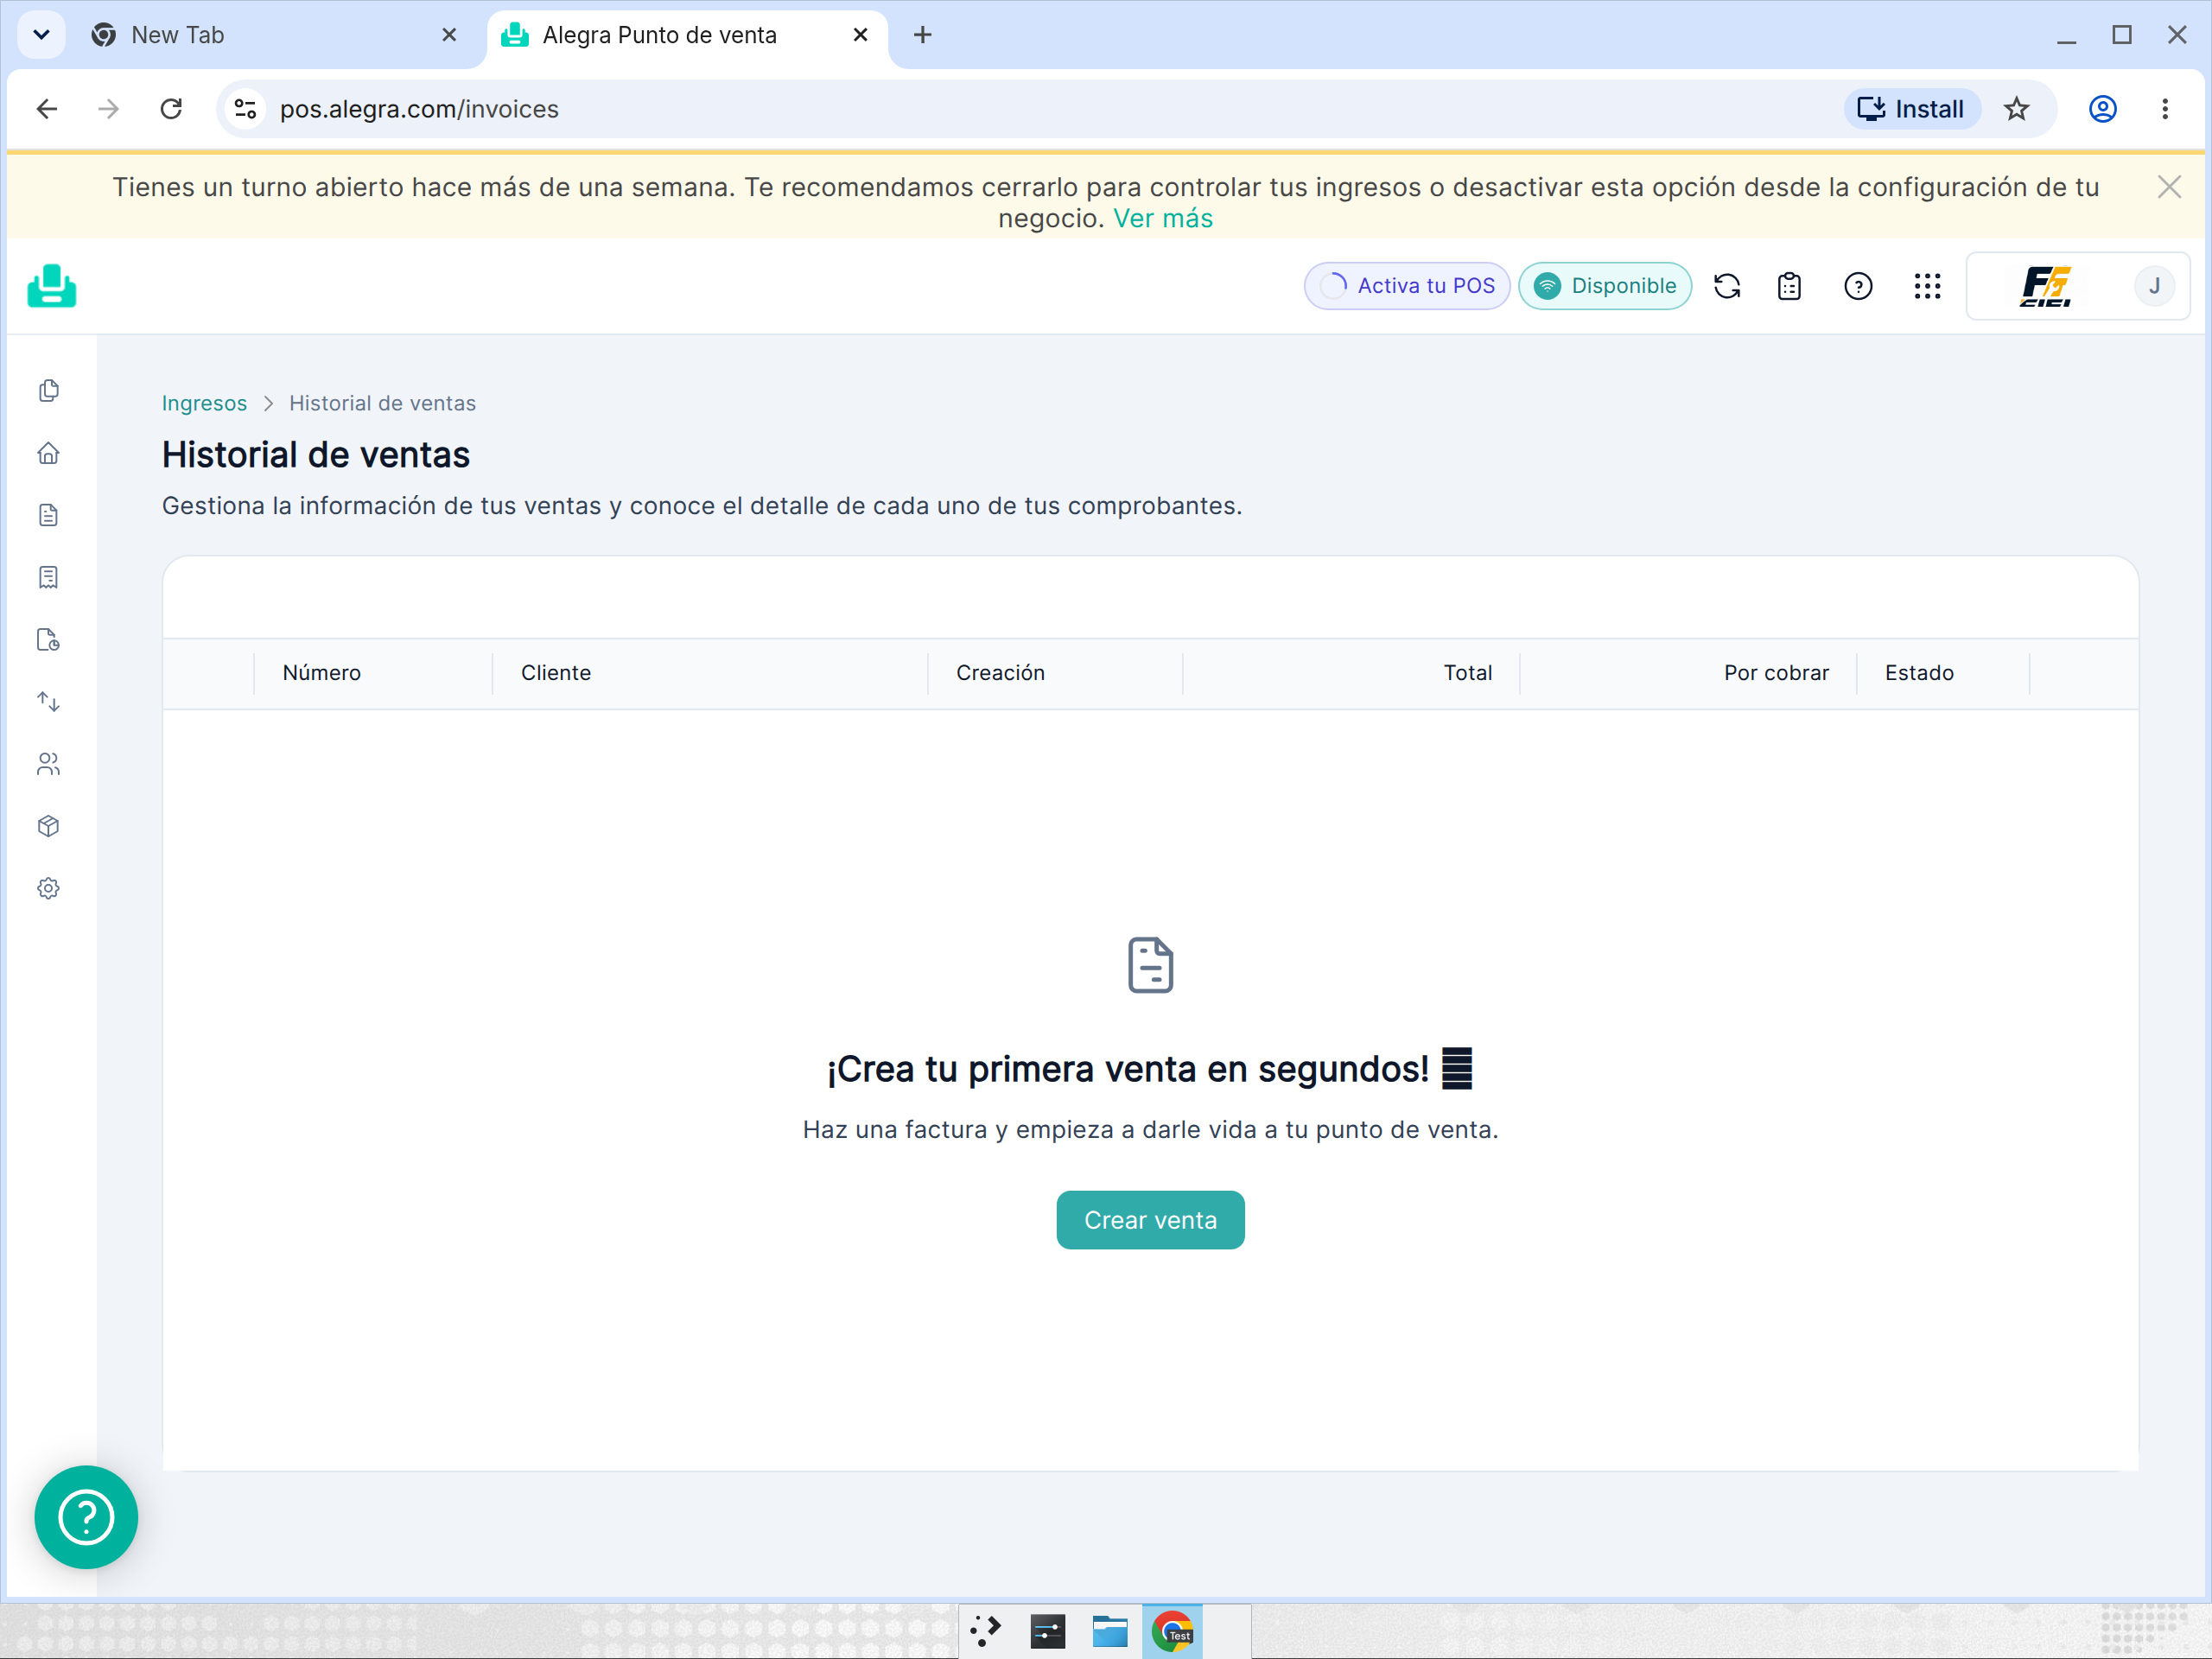 New Tab
Alegra Punto de venta
pos.alegra.com/invoices
Install
Tienes un turno abierto hace más de una semana. Te recomendamos cerrarlo para controlar tus ingresos o desactivar esta opción desde la configuración de tu
negocio. Ver más
Activa tu POS
Disponible
J
Ingresos > Historial de ventas
Historial de ventas
Gestiona la información de tus ventas y conoce el detalle de cada uno de tus comprobantes.
Número
Cliente
Creación
Total
Por cobrar
Estado
¡Crea tu primera venta en segundos!
Haz una factura y empieza a darle vida a tu punto de venta.
Crear venta
Test